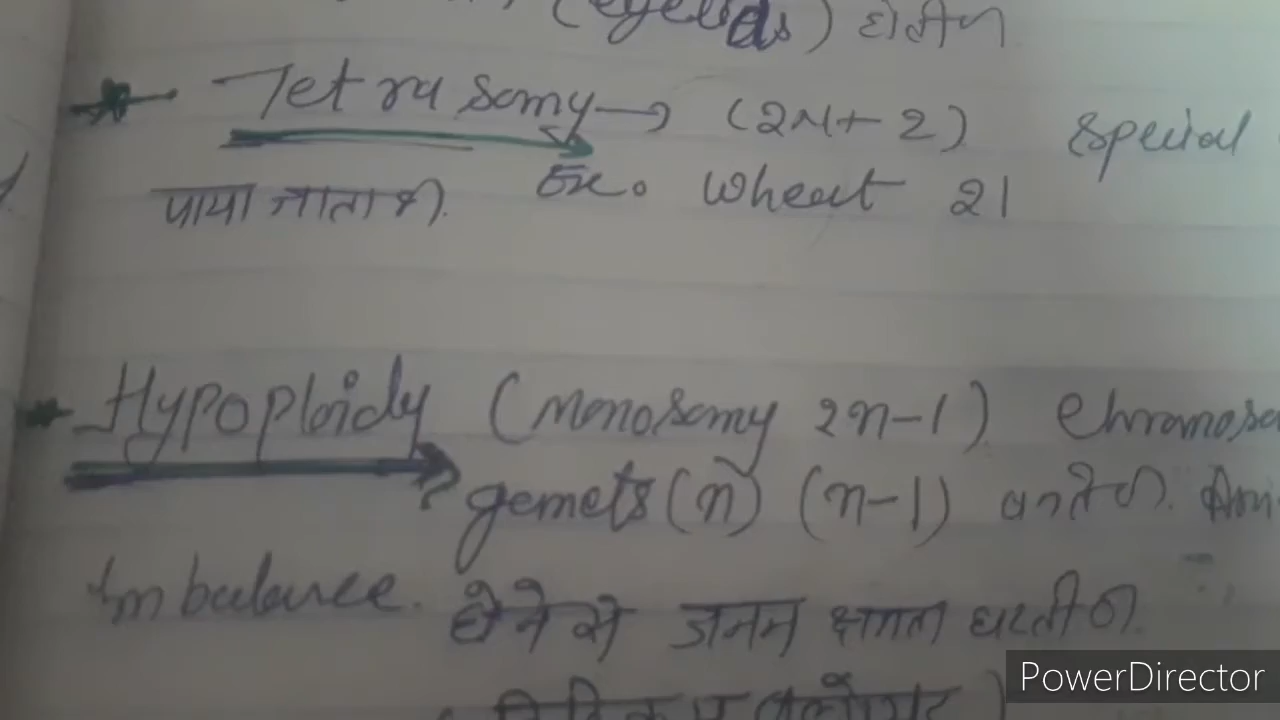 (eyelids) होती है
Tetrasomy → (2n+2) special
पाया जाता है. Ex. Wheat 21
Hypoploidy (Monosomy 2n-1) chromoso
gemets (n) (n-1) बनते है.
Imbalance. होने से जनन क्षमता घटती है.
PowerDirector